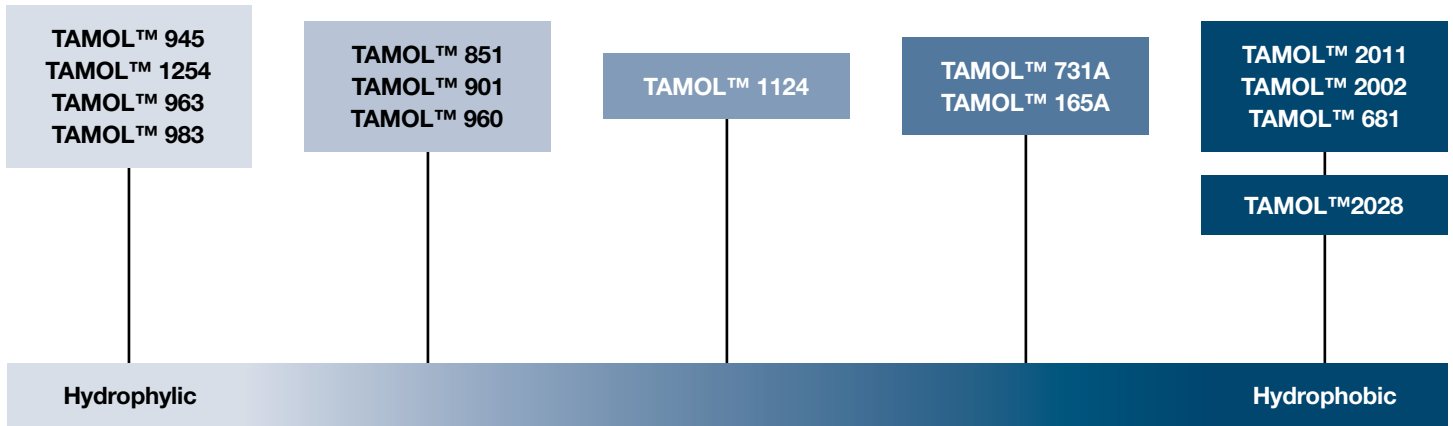 TAMOL™ 945
TAMOL™ 1254
TAMOL™ 963
TAMOL™ 983
TAMOL™ 851
TAMOL™ 901
TAMOL™ 960
TAMOL™ 1124
TAMOL™ 731A
TAMOL™ 165A
TAMOL™ 2011
TAMOL™ 2002
TAMOL™ 681
TAMOL™2028
Hydrophylic
Hydrophobic